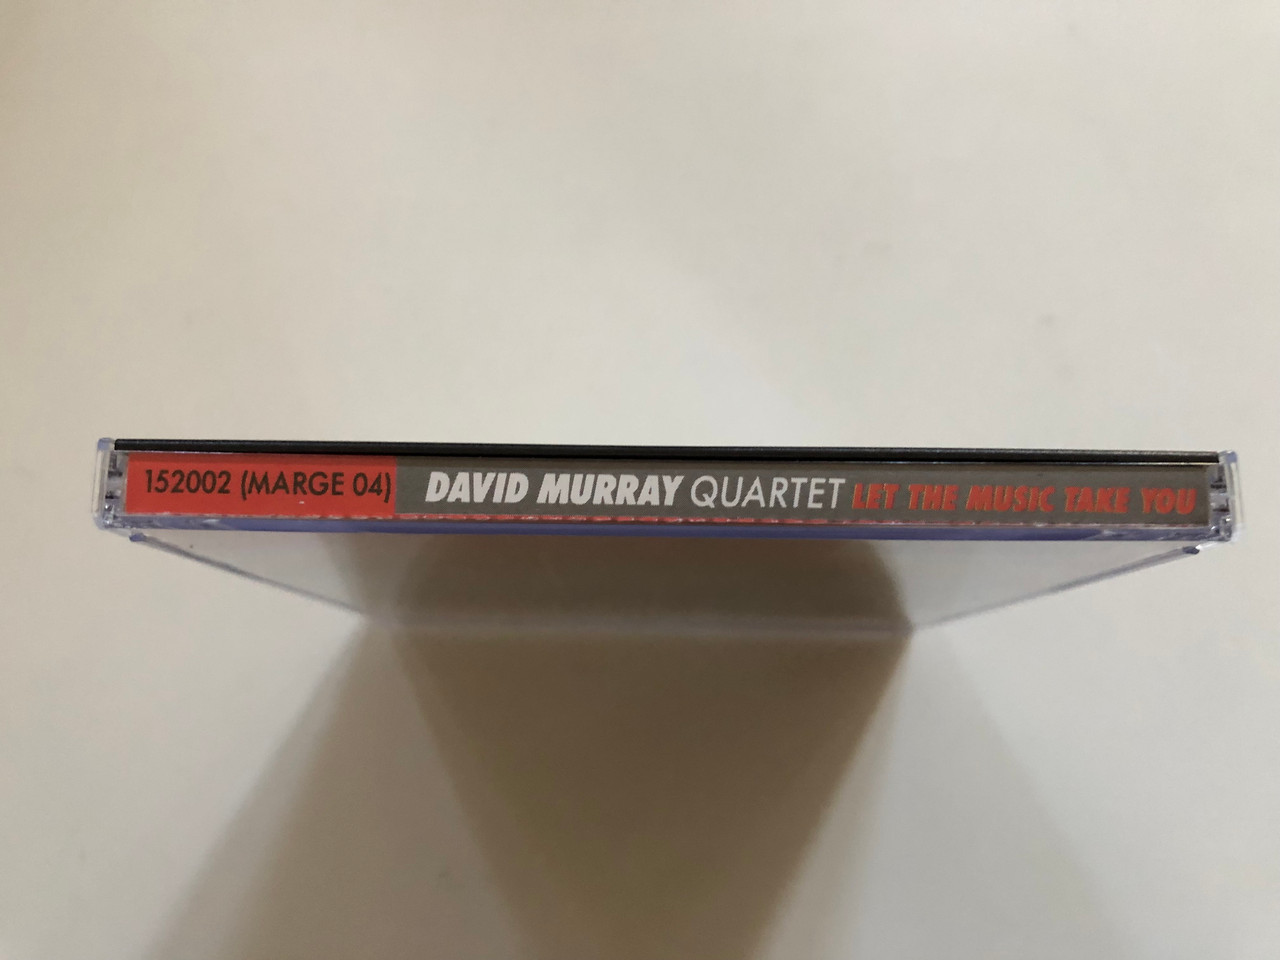 152002 (MARGE 04) DAVID MURRAY QUARTET LET THE MUSIC TAKE YOU